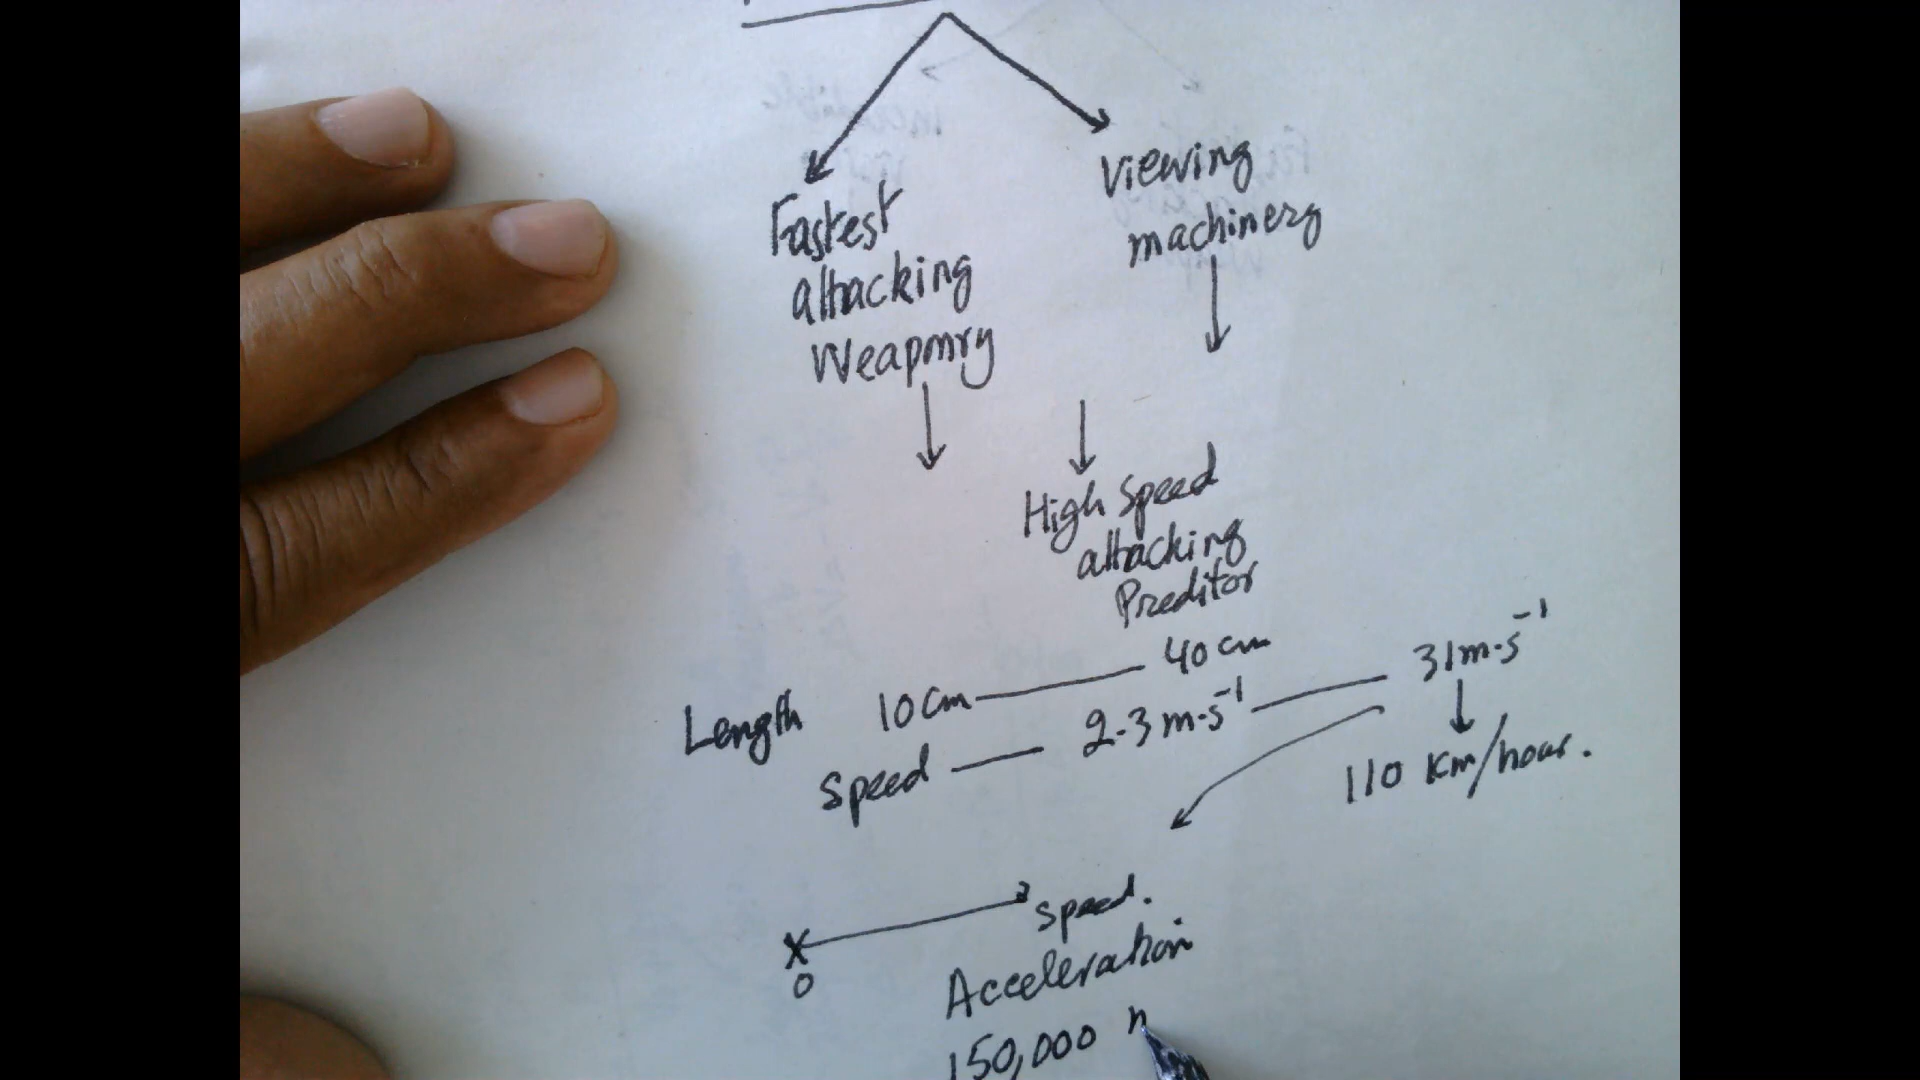 Fastest
attacking
Weaponry
Viewing
machinery
High Speed
attacking
Preditor
Length 10 cm 40 cm
Speed 2.3 m.s⁻¹ 31 m.s⁻¹
110 Km/hour.
X
0
speed.
Acceleration
150,000